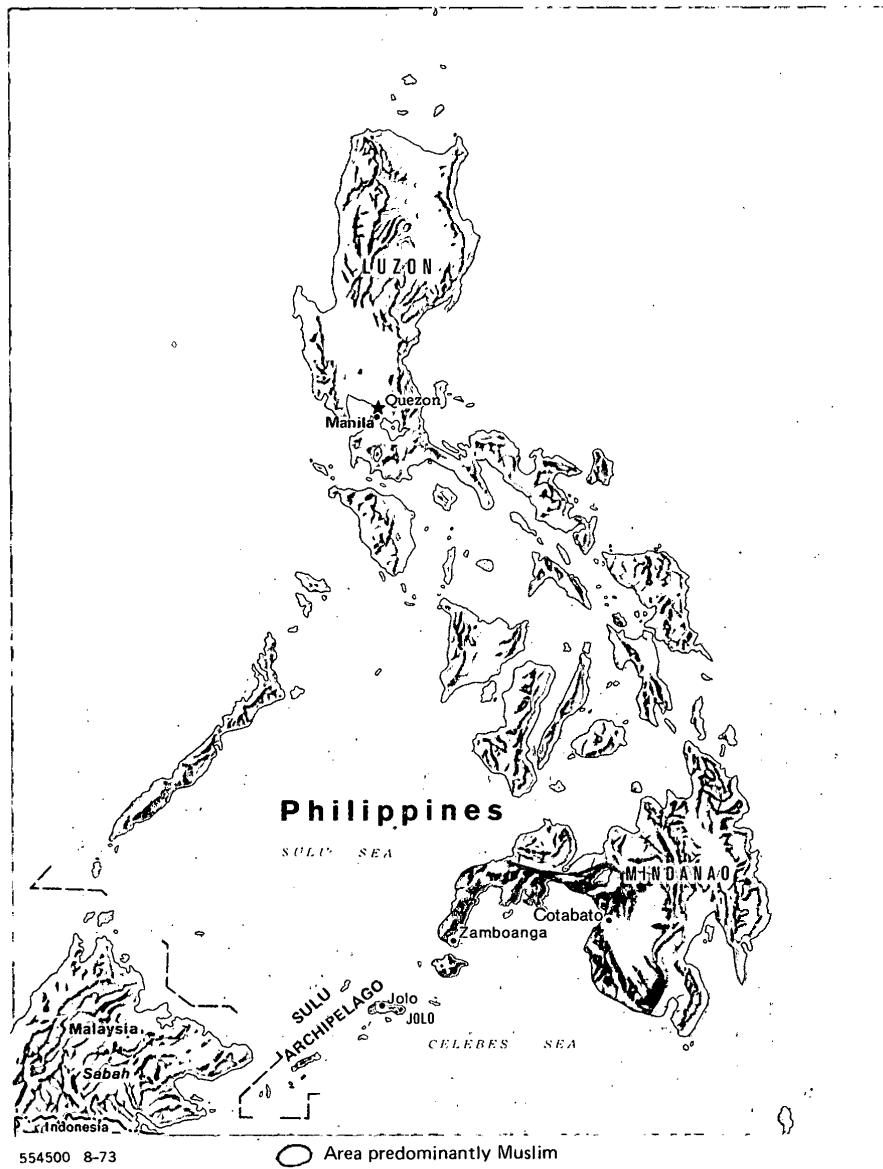 LUZON
Quezon
Manila
Philippines
SULU SEA
MINDANAO
Cotabato
Zamboanga
SULU
ARCHIPELAGO
Jolo
JOLO
CELEBES SEA
Malaysia
Sabah
Indonesia
554500 8-73
Area predominantly Muslim